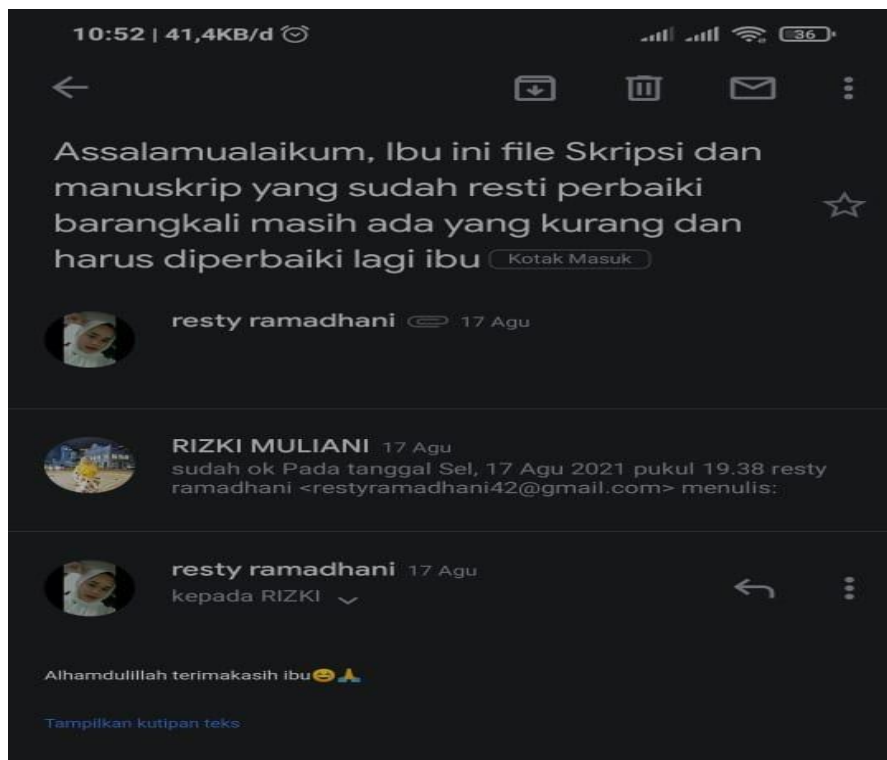 10:52 | 41,4KB/d
36
Assalamualaikum, Ibu ini file Skripsi dan
manuskrip yang sudah resti perbaiki
barangkali masih ada yang kurang dan
harus diperbaiki lagi ibu Kotak Masuk
resty ramadhani 17 Agu
RIZKI MULIANI 17 Agu
sudah ok Pada tanggal Sel, 17 Agu 2021 pukul 19.38 resty
ramadhani <restyramadhani42@gmail.com> menulis:
resty ramadhani 17 Agu
kepada RIZKI
Alhamdulillah terimakasih ibu😊🙏
Tampilkan kutipan teks